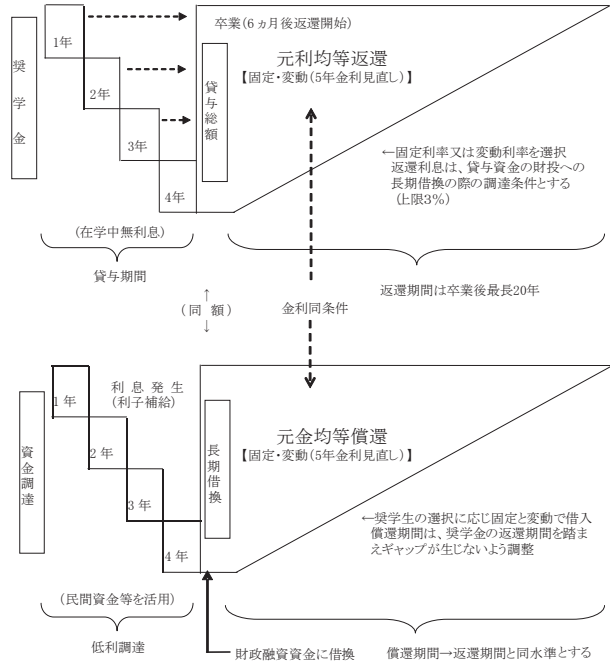 卒業(6ヵ月後返還開始)
1年
2年
3年
4年
奨学金
貸与総額
元利均等返還
【固定・変動(5年金利見直し)】
←固定利率又は変動利率を選択
返還利息は、貸与資金の財投への
長期借換の際の調達条件とする
(上限3%)
(在学中無利息)
貸与期間
返還期間は卒業後最長20年
↑
(同 額)
↓
金利同条件
利 息 発 生
(利子補給)
1年
2年
3年
4年
資金調達
長期借換
元金均等償還
【固定・変動(5年金利見直し)】
←奨学生の選択に応じ固定と変動で借入
償還期間は、奨学金の返還期間を踏ま
えギャップが生じないよう調整
(民間資金等を活用)
低利調達
財政融資資金に借換
償還期間→返還期間と同水準とする